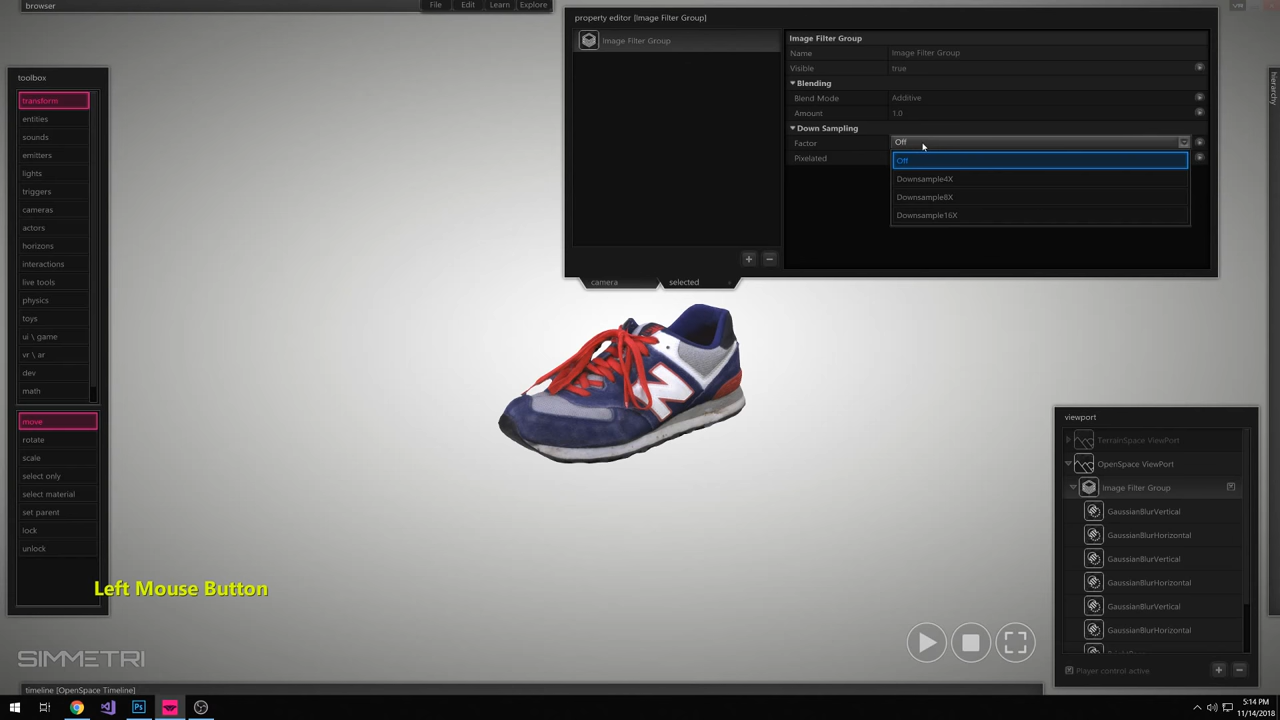 browser
File Edit Learn Explore
property editor [Image Filter Group]
Image Filter Group
Image Filter Group
Name Image Filter Group
Visible true
Blending
Blend Mode Additive
Amount 1.0
Down Sampling
Factor Off
Pixelated
Off
Downsample4X
Downsample8X
Downsample16X
camera selected
hierarchy
toolbox
transform
entities
sounds
emitters
lights
triggers
cameras
actors
horizons
interactions
live tools
physics
toys
ui \ game
vr \ ar
dev
math
move
rotate
scale
select only
select material
set parent
lock
unlock
N
Left Mouse Button
SIMMETRI
viewport
TerrainSpace ViewPort
OpenSpace ViewPort
Image Filter Group
GaussianBlurVertical
GaussianBlurHorizontal
GaussianBlurVertical
GaussianBlurHorizontal
GaussianBlurVertical
GaussianBlurHorizontal
Player control active
timeline [OpenSpace Timeline]
Ps
5:14 PM
11/14/2018